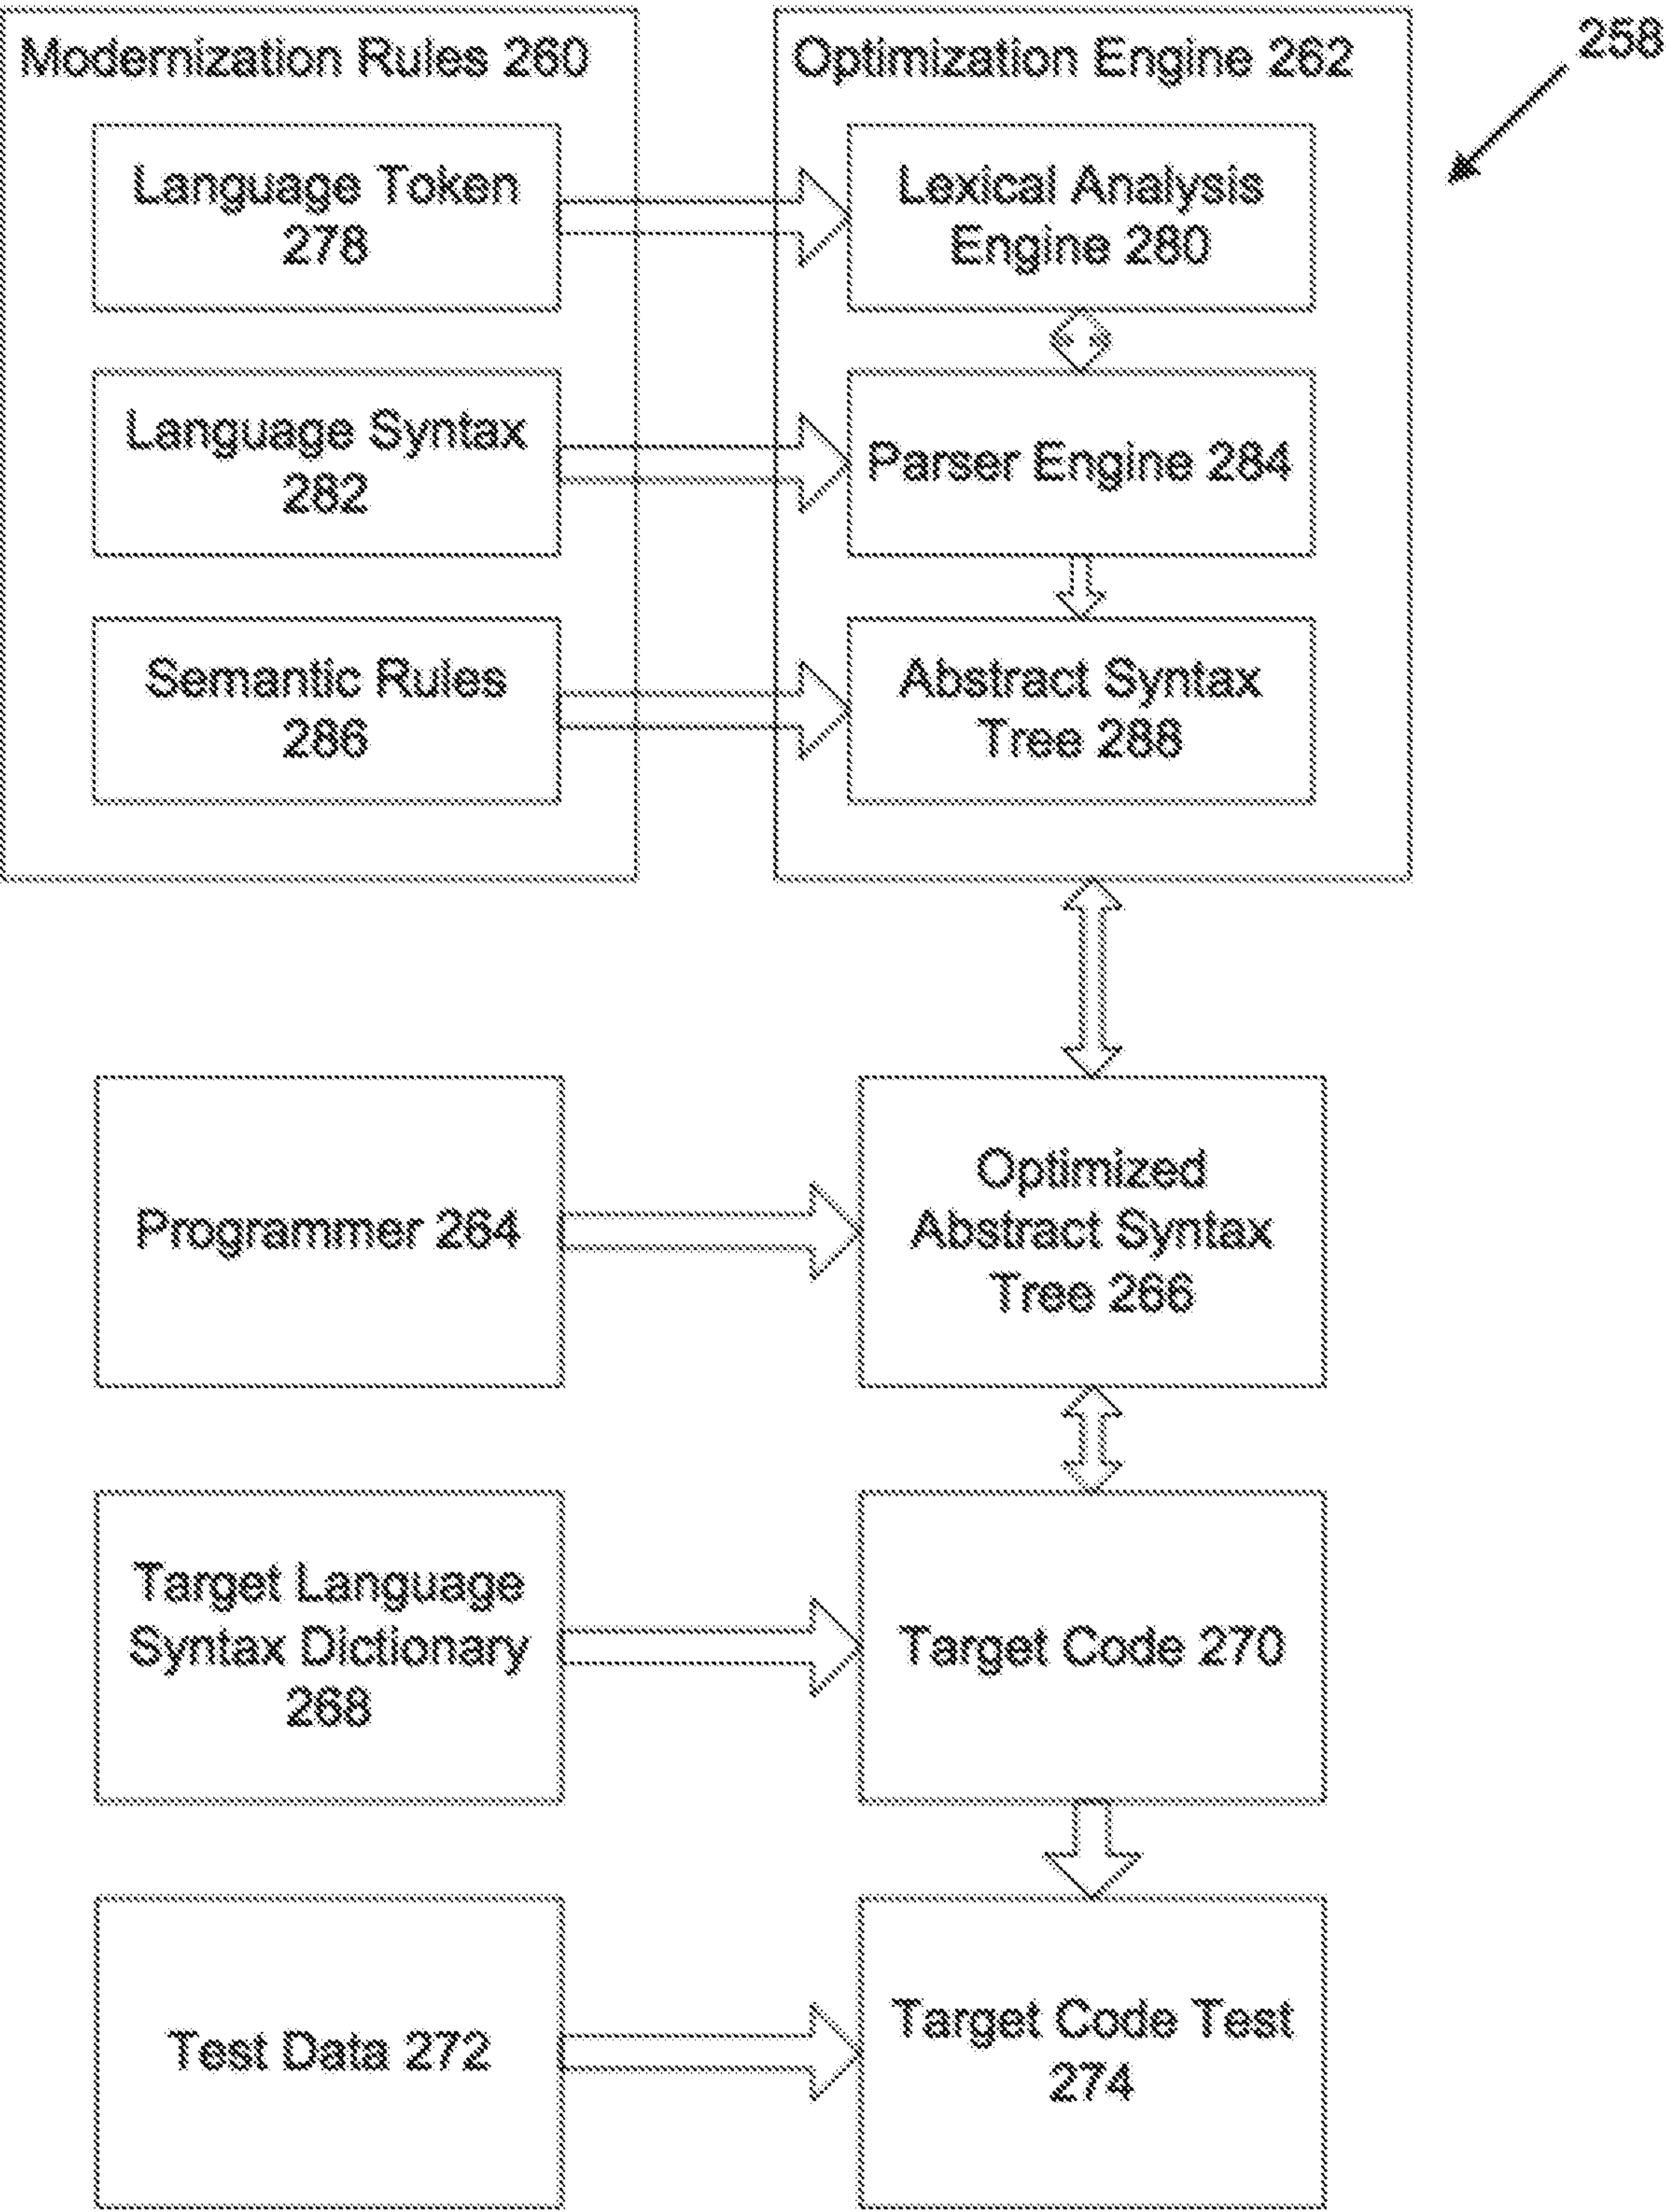 Modernization Rules 260
Optimization Engine 262
258
Language Token
278
Lexical Analysis
Engine 280
Language Syntax
282
Parser Engine 284
Semantic Rules
286
Abstract Syntax
Tree 288
Programmer 264
Optimized
Abstract Syntax
Tree 266
Target Language
Syntax Dictionary
268
Target Code 270
Test Data 272
Target Code Test
274